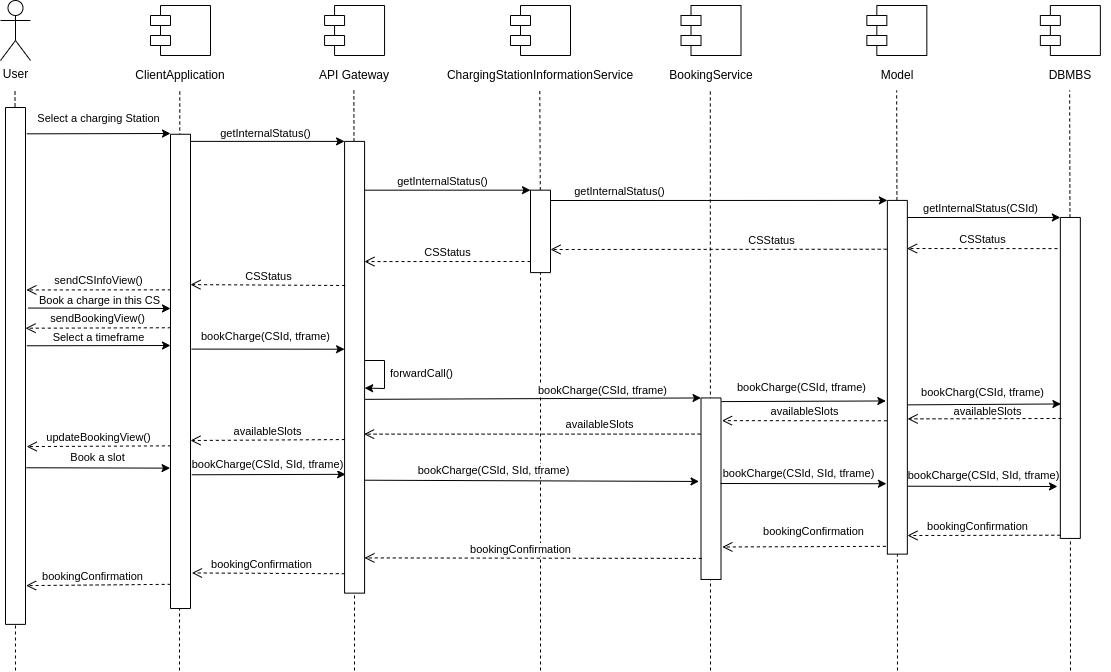 User
ClientApplication
API Gateway
ChargingStationInformationService
BookingService
Model
DBMBS
Select a charging Station
getInternalStatus()
getInternalStatus()
getInternalStatus()
getInternalStatus(CSId)
CSStatus
CSStatus
CSStatus
CSStatus
sendCSInfoView()
Book a charge in this CS
sendBookingView()
Select a timeframe
bookCharge(CSId, tframe)
forwardCall()
bookCharge(CSId, tframe)
bookCharge(CSId, tframe)
bookCharg(CSId, tframe)
availableSlots
availableSlots
availableSlots
availableSlots
updateBookingView()
Book a slot
bookCharge(CSId, SId, tframe)
bookCharge(CSId, SId, tframe)
bookCharge(CSId, SId, tframe)
bookCharge(CSId, SId, tframe)
bookingConfirmation
bookingConfirmation
bookingConfirmation
bookingConfirmation
bookingConfirmation